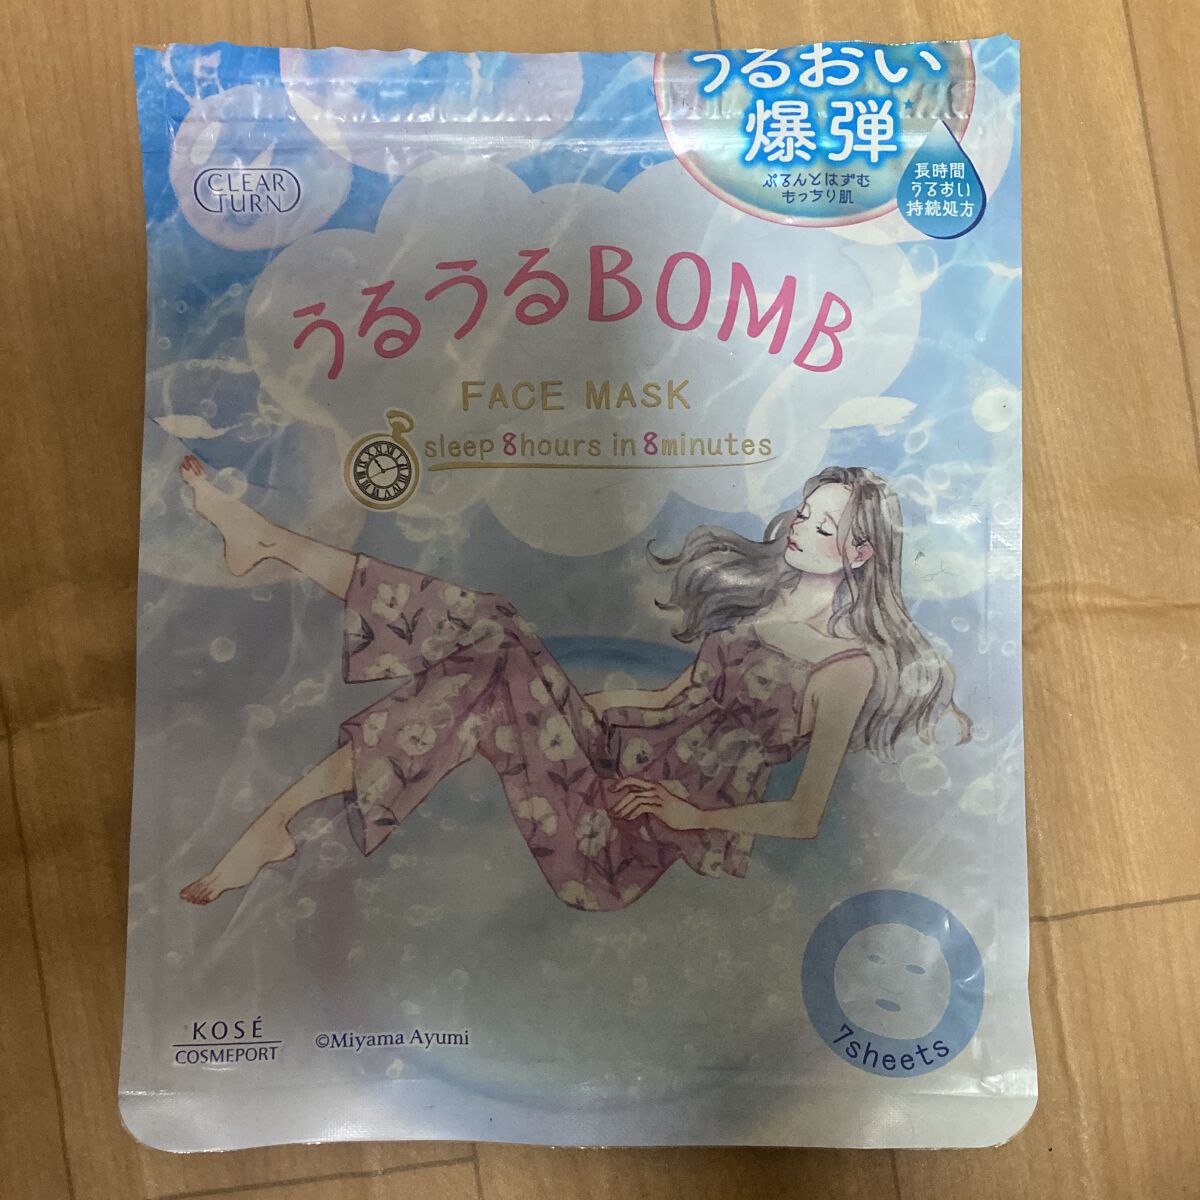 うるおい
爆弾
ぷるんとはずむ
もっちり肌
長時間
うるおい
持続処方
CLEAR
TURN
うるうるBOMB
FACE MASK
sleep 8hours in 8minutes
7sheets
KOSÉ
COSMEPORT
©Miyama Ayumi